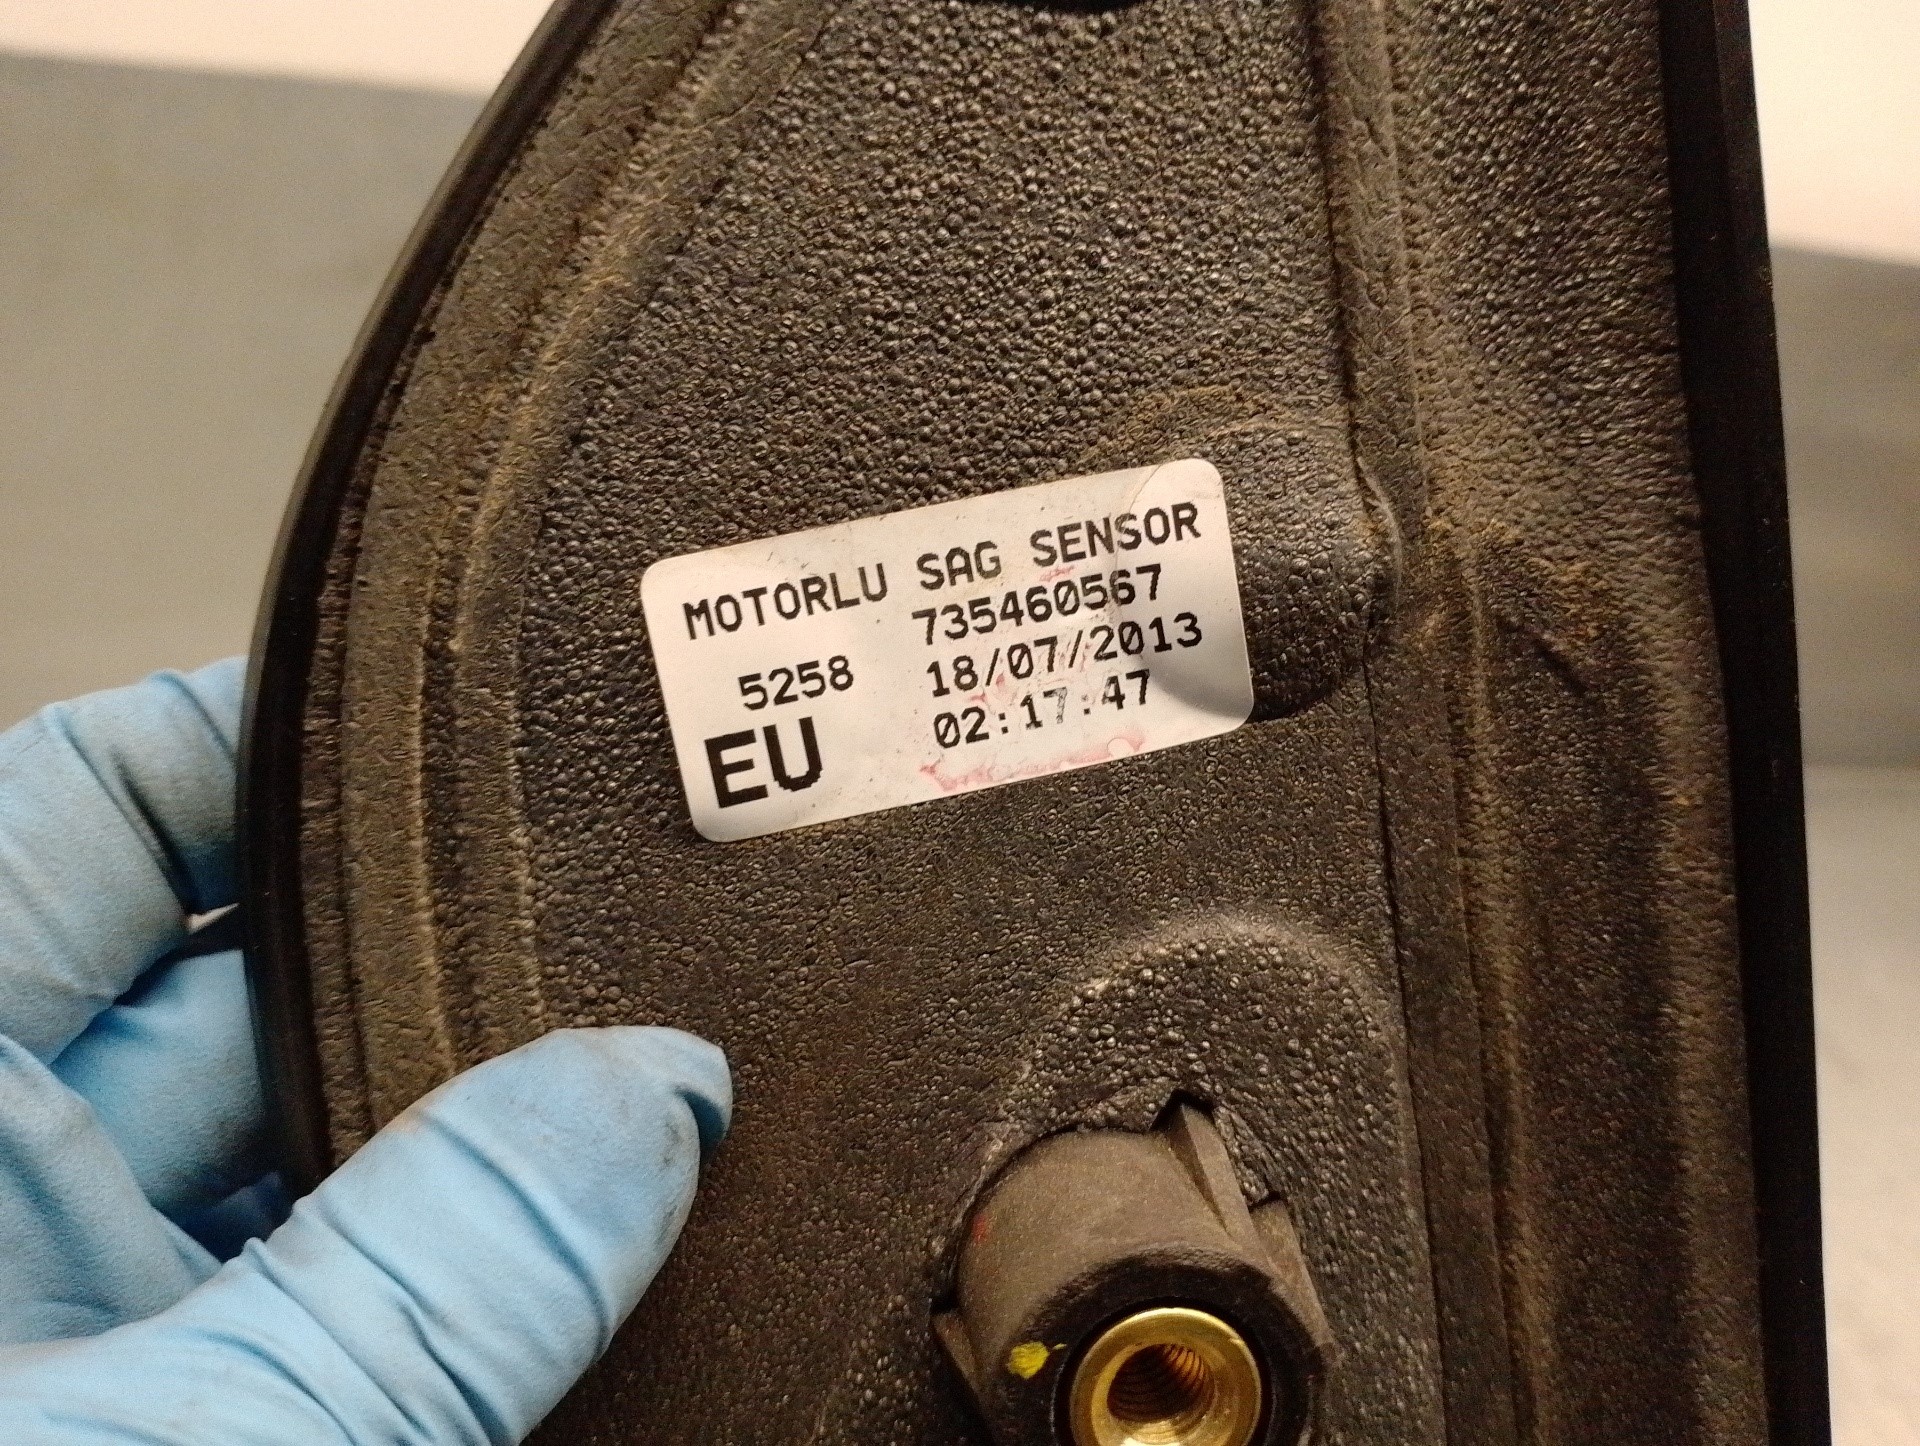 MOTORLU SAG SENSOR
735460567
5258 18/07/2013
EU 02:17:47